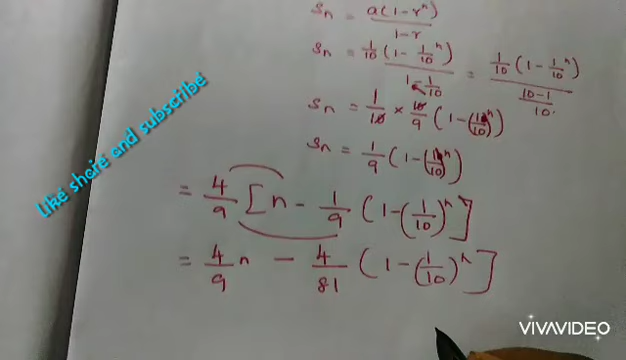 Sn = a(1-r^n) / 1-r
Sn = 1/10 (1 - 1/10^n) / 1 - 1/10 = 1/10 (1 - 1/10^n) / 10-1/10
Sn = 1/10 × 10/9 (1-(1/10)^n)
Sn = 1/9 (1-(1/10)^n)
= 4/9 [n - 1/9 (1-(1/10)^n]
= 4/9 n - 4/81 (1-(1/10)^n]
like share and subscribe
VIVAVIDEO